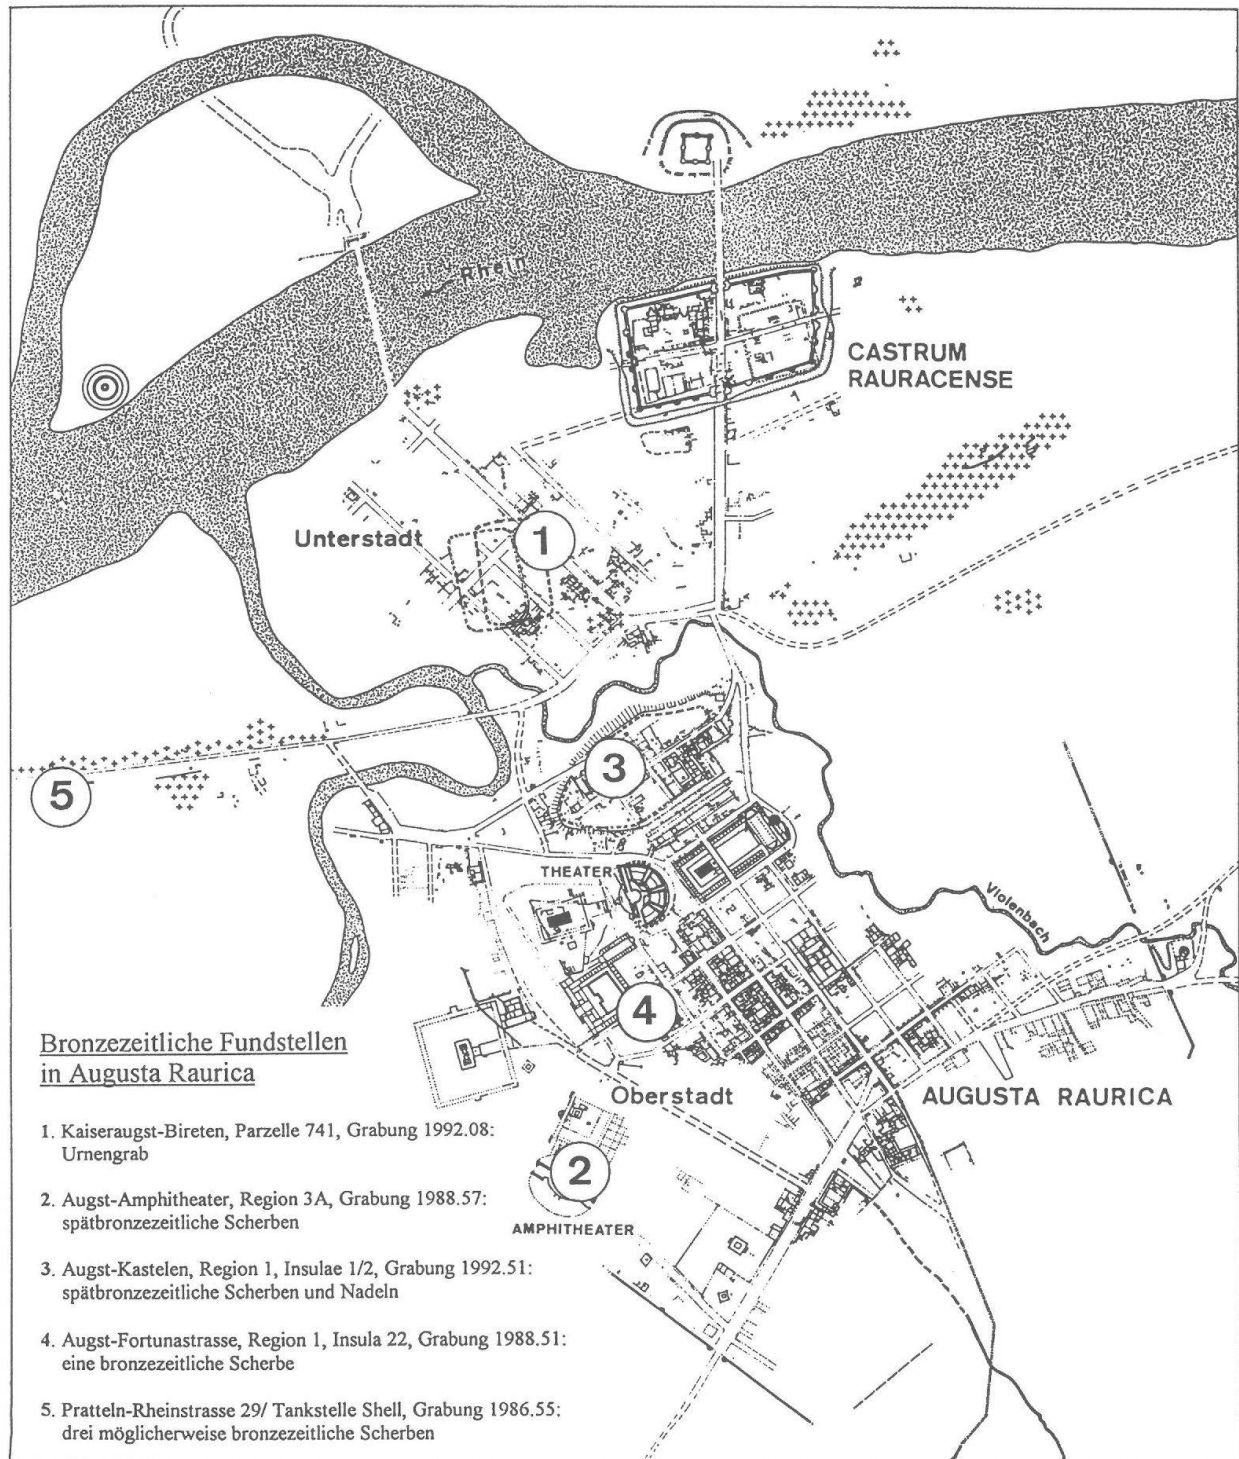 Rhein
CASTRUM
RAURACENSE
Unterstadt
1
3
5
THEATER
Violenbach
4
Oberstadt
AUGUSTA RAURICA
2
AMPHITHEATER
Bronzezeitliche Fundstellen
in Augusta Raurica
1. Kaiseraugst-Bireten, Parzelle 741, Grabung 1992.08:
Urnengrab
2. Augst-Amphitheater, Region 3A, Grabung 1988.57:
spätbronzezeitliche Scherben
3. Augst-Kastelen, Region 1, Insulae 1/2, Grabung 1992.51:
spätbronzezeitliche Scherben und Nadeln
4. Augst-Fortunastrasse, Region 1, Insula 22, Grabung 1988.51:
eine bronzezeitliche Scherbe
5. Pratteln-Rheinstrasse 29/ Tankstelle Shell, Grabung 1986.55:
drei möglicherweise bronzezeitliche Scherben